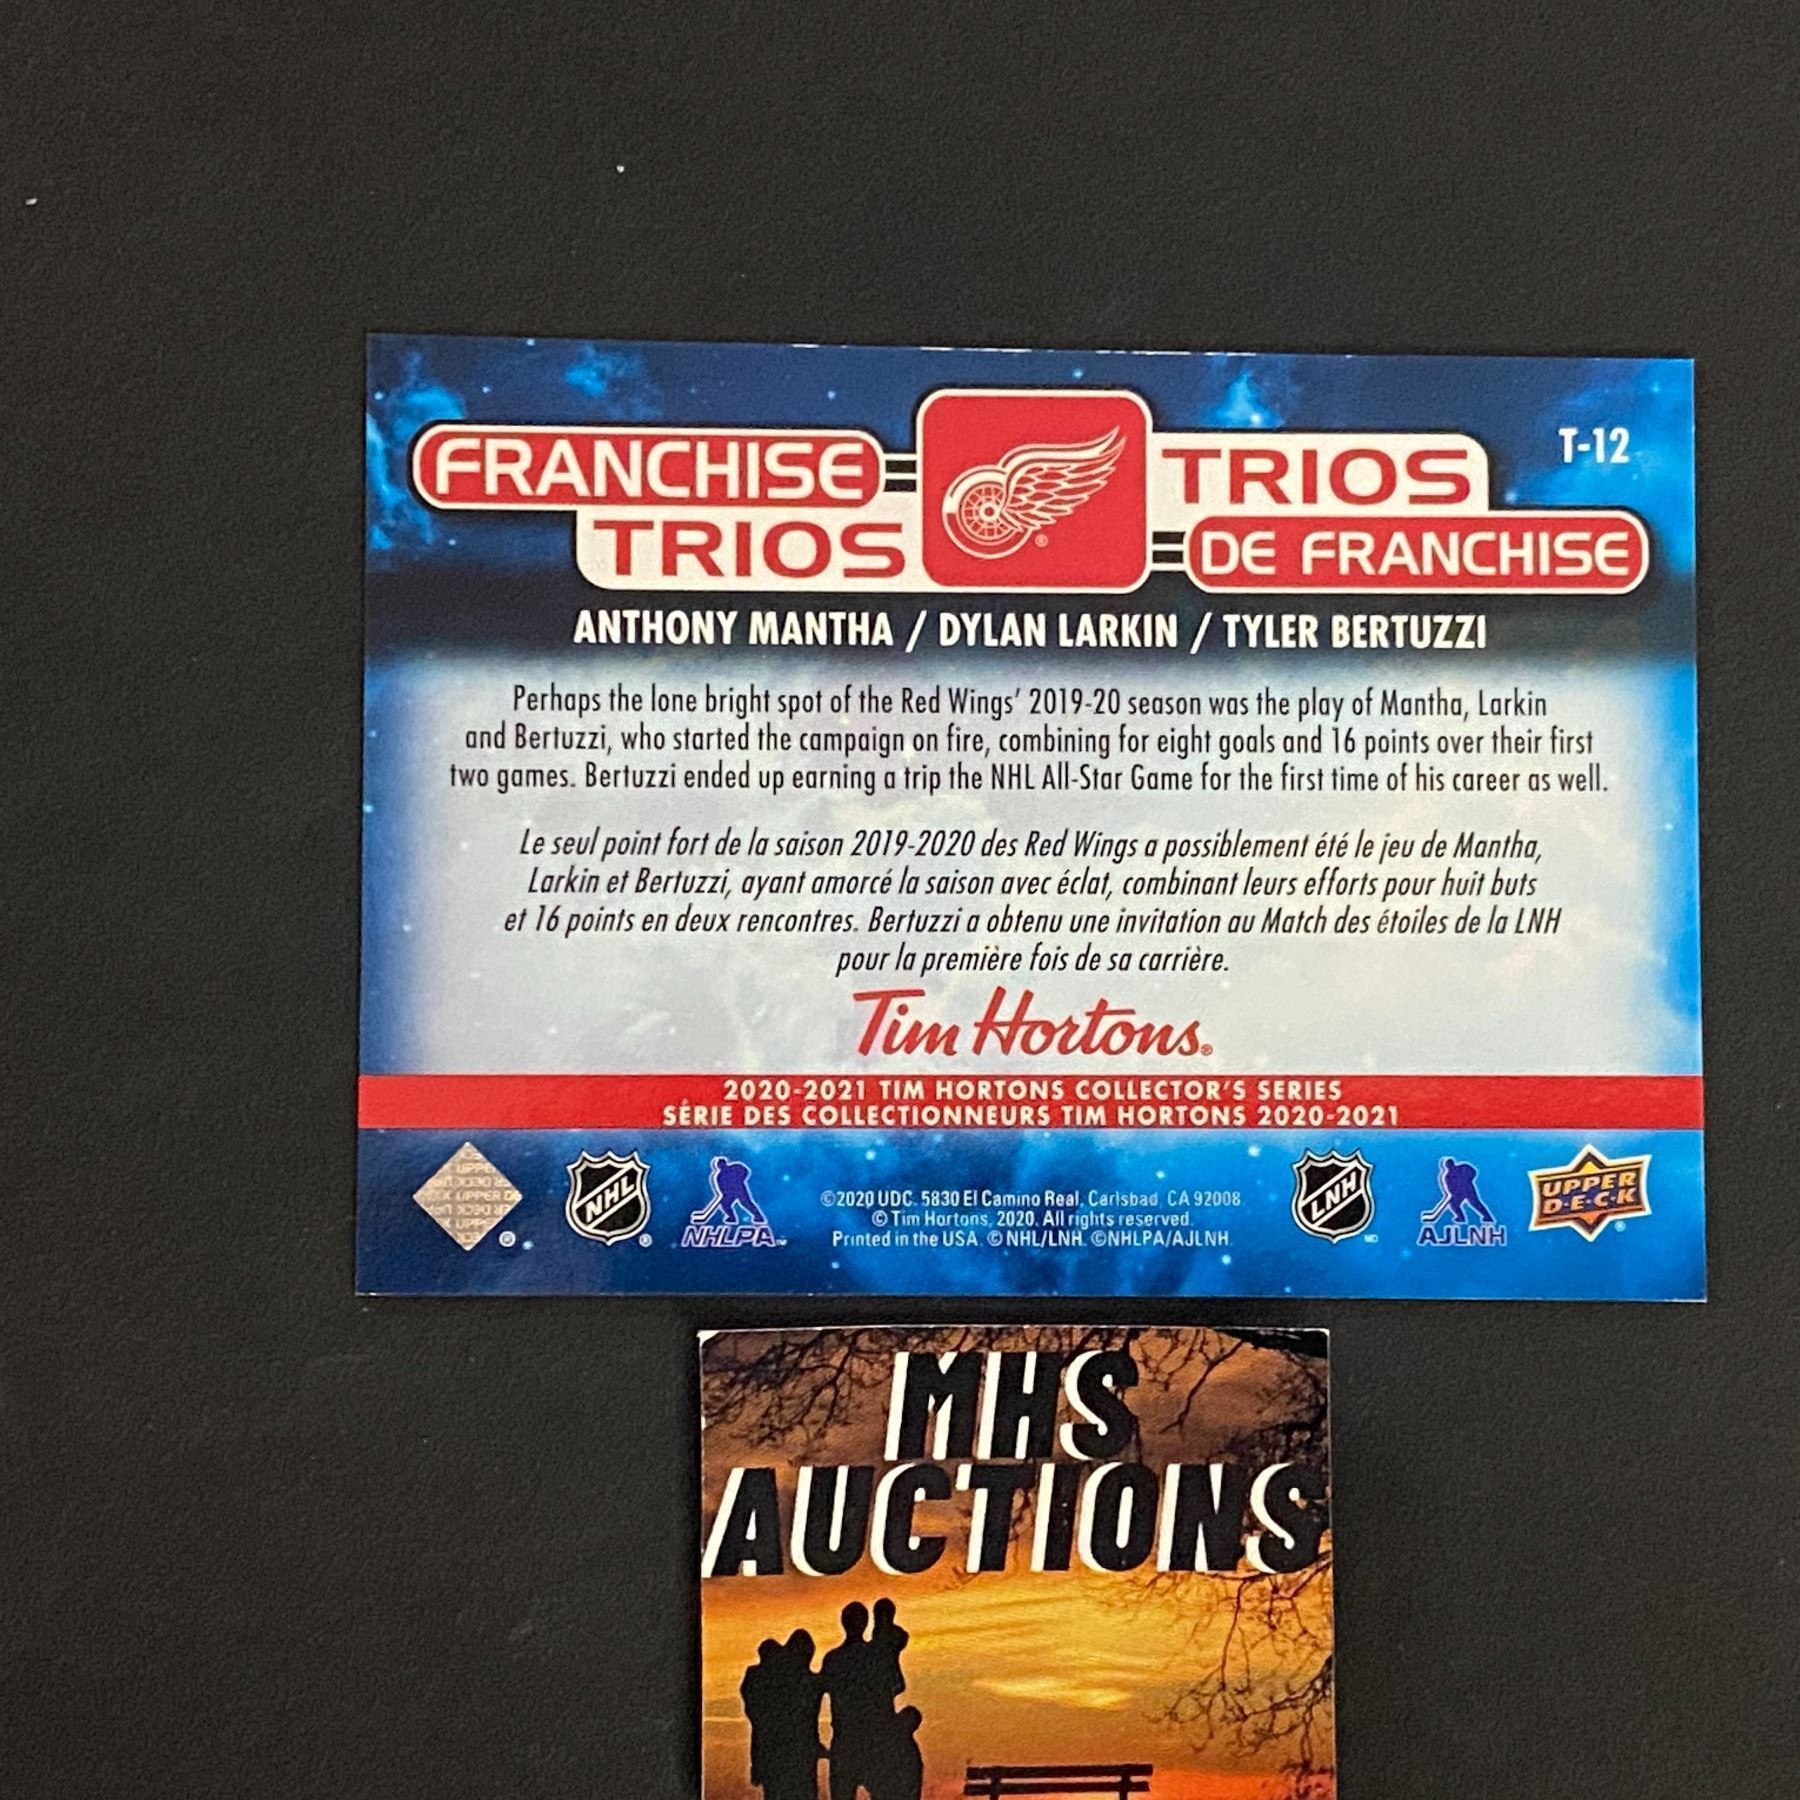 FRANCHISE TRIOS
TRIOS DE FRANCHISE
T-12
ANTHONY MANTHA / DYLAN LARKIN / TYLER BERTUZZI
Perhaps the lone bright spot of the Red Wings' 2019-20 season was the play of Mantha, Larkin
and Bertuzzi, who started the campaign on fire, combining for eight goals and 16 points over their first
two games. Bertuzzi ended up earning a trip the NHL All-Star Game for the first time of his career as well.
Le seul point fort de la saison 2019-2020 des Red Wings a possiblement été le jeu de Mantha,
Larkin et Bertuzzi, ayant amorcé la saison avec éclat, combinant leurs efforts pour huit buts
et 16 points en deux rencontres. Bertuzzi a obtenu une invitation au Match des étoiles de la LNH
pour la première fois de sa carrière.
Tim Hortons®
2020-2021 TIM HORTONS COLLECTOR'S SERIES
SÉRIE DES COLLECTIONNEURS TIM HORTONS 2020-2021
UPPER DE
NHL
NHLPA™
©2020 UDC. 5830 El Camino Real, Carlsbad, CA 92008.
© Tim Hortons, 2020. All rights reserved.
Printed in the USA. © NHL/LNH. ©NHLPA/AJLNH.
LNH
AJLNH
UPPER
D·E·C·K
MHS
AUCTIONS